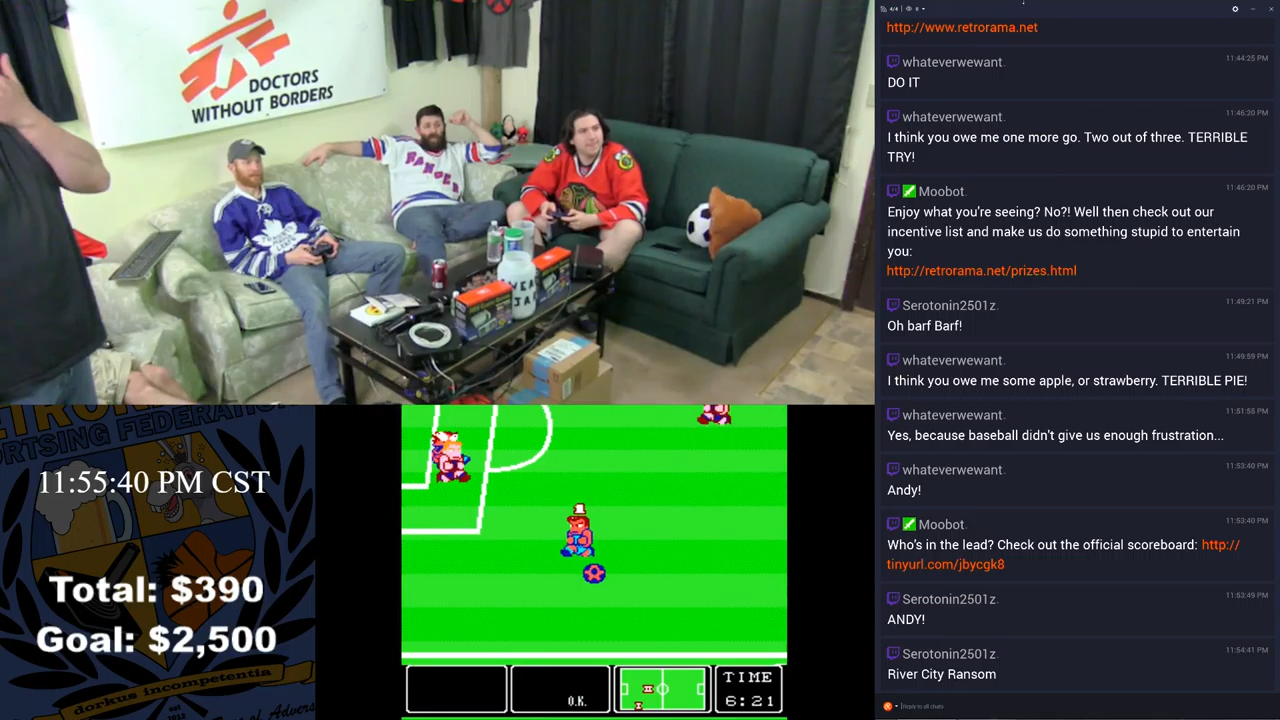 DOCTORS
WITHOUT BORDERS
RANGERS
11:55:40 PM CST
Total: $390
Goal: $2,500
dorkus incompetentia
1
O.K.
TIME
6:21
4/4
http://www.retrorama.net
whateverwewant.
11:44:25 PM
DO IT
whateverwewant.
11:46:20 PM
I think you owe me one more go. Two out of three. TERRIBLE
TRY!
Moobot.
11:46:20 PM
Enjoy what you're seeing? No?! Well then check out our
incentive list and make us do something stupid to entertain
you:
http://retrorama.net/prizes.html
Serotonin2501z.
11:49:21 PM
Oh barf Barf!
whateverwewant.
11:49:59 PM
I think you owe me some apple, or strawberry. TERRIBLE PIE!
whateverwewant.
11:51:55 PM
Yes, because baseball didn't give us enough frustration...
whateverwewant.
11:53:40 PM
Andy!
Moobot.
11:53:40 PM
Who's in the lead? Check out the official scoreboard: http://
tinyurl.com/jbycgk8
Serotonin2501z.
11:53:49 PM
ANDY!
Serotonin2501z.
11:54:41 PM
River City Ransom
Reply to all chats